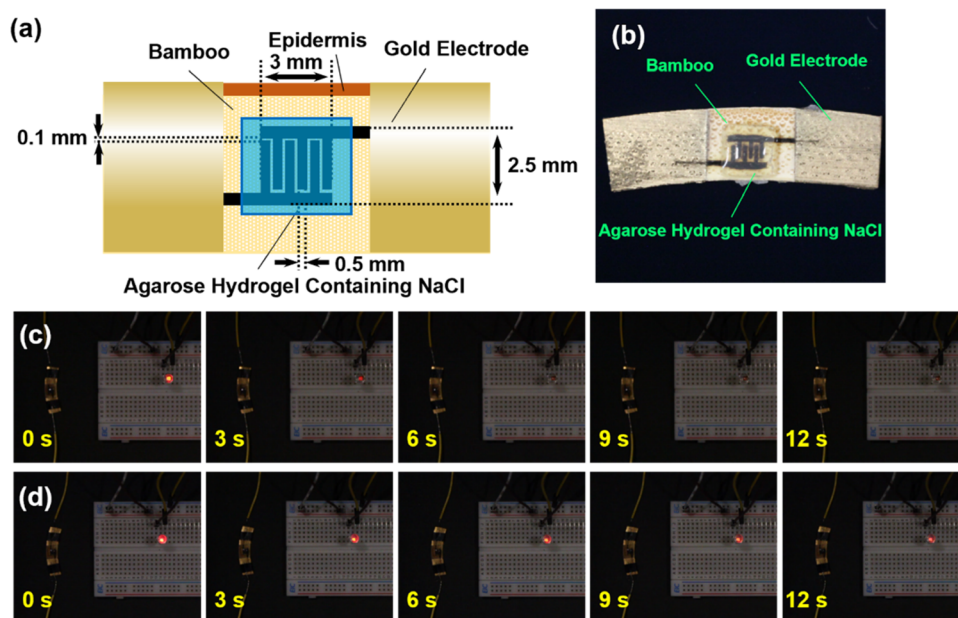 (a)
Bamboo
Epidermis
3 mm
Gold Electrode
0.1 mm
2.5 mm
0.5 mm
Agarose Hydrogel Containing NaCl
(b)
Bamboo
Gold Electrode
Agarose Hydrogel Containing NaCl
(c)
0 s
3 s
6 s
9 s
12 s
(d)
0 s
3 s
6 s
9 s
12 s